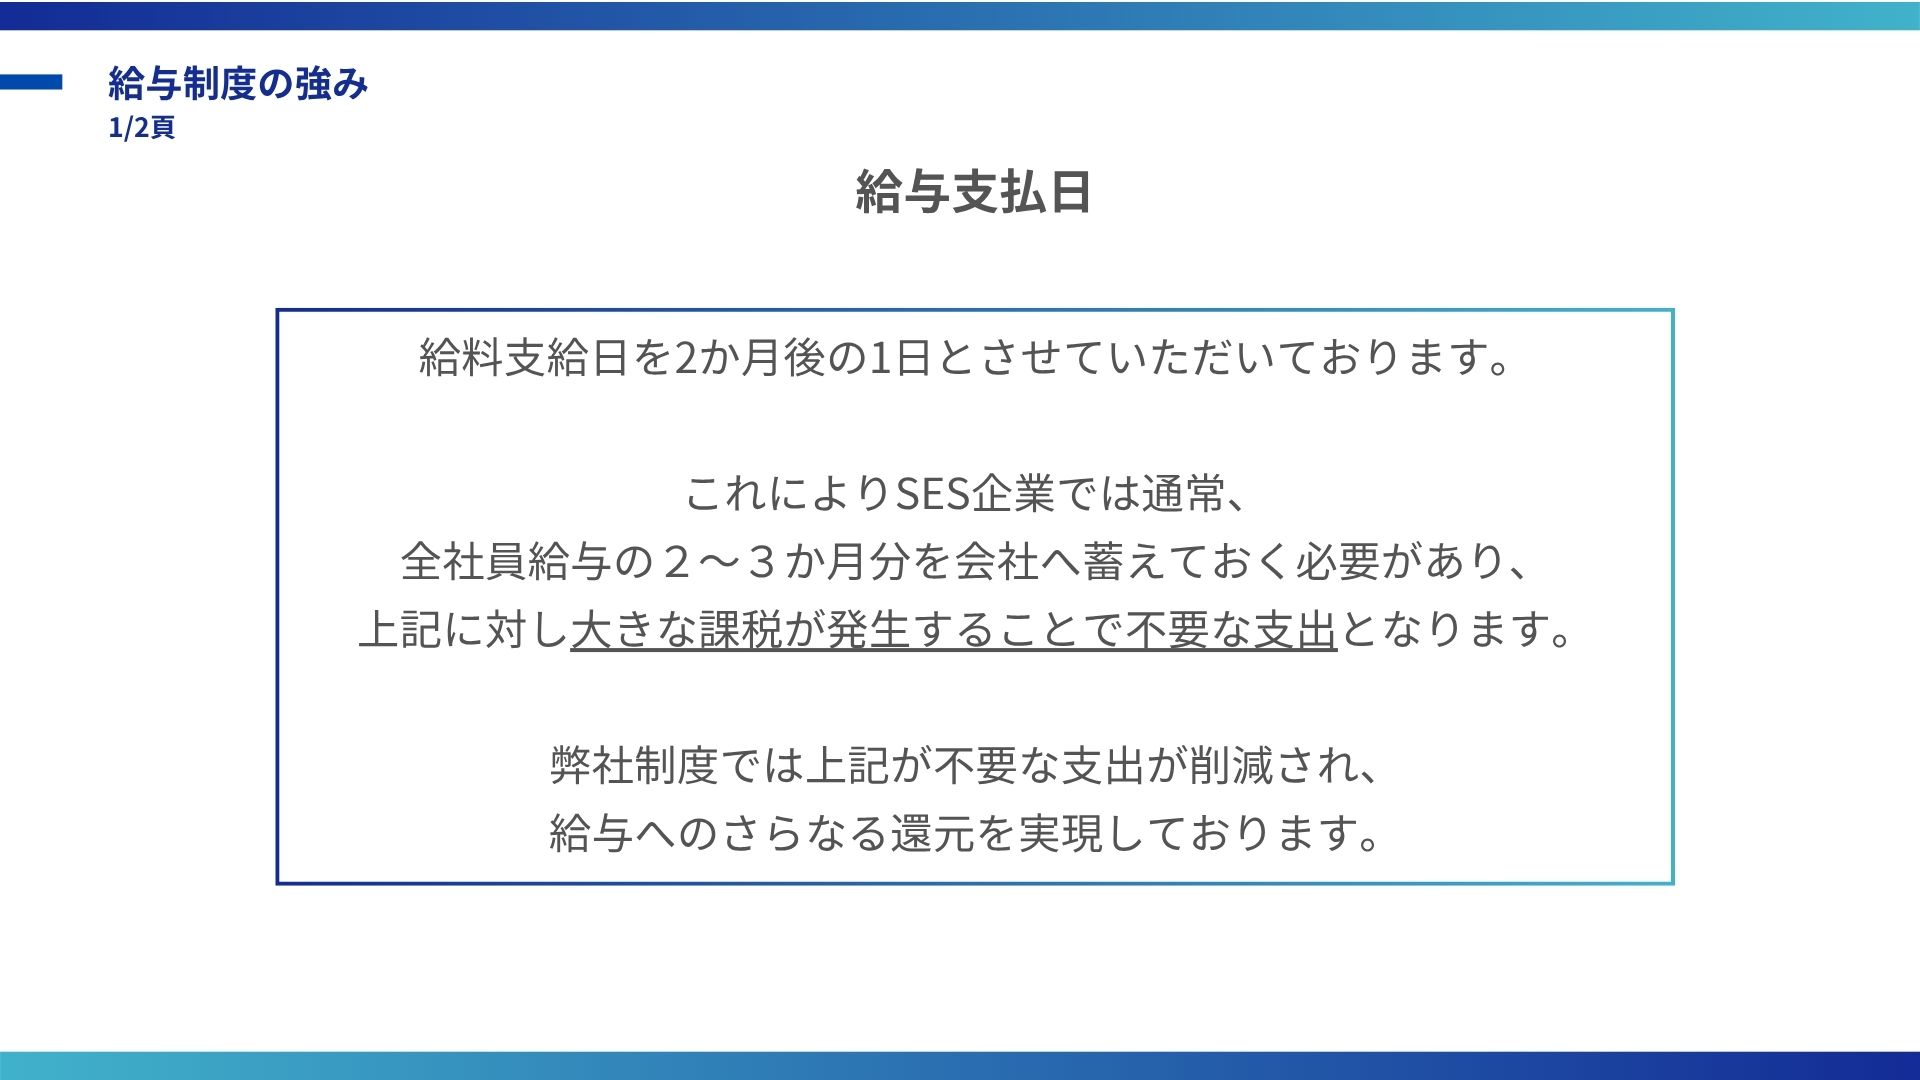 給与制度の強み
1/2頁
給与支払日
給料支給日を2か月後の1日とさせていただいております。
これによりSES企業では通常、
全社員給与の２～３か月分を会社へ蓄えておく必要があり、
上記に対し大きな課税が発生することで不要な支出となります。
弊社制度では上記が不要な支出が削減され、
給与へのさらなる還元を実現しております。